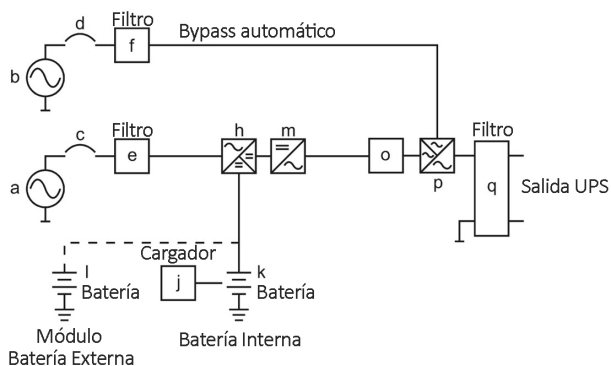 d
Filtro
f
Bypass automático
b
c
Filtro
e
h
m
o
p
Filtro
q
Salida UPS
a
l
Batería
Cargador
j
k
Batería
Módulo
Batería Externa
Batería Interna